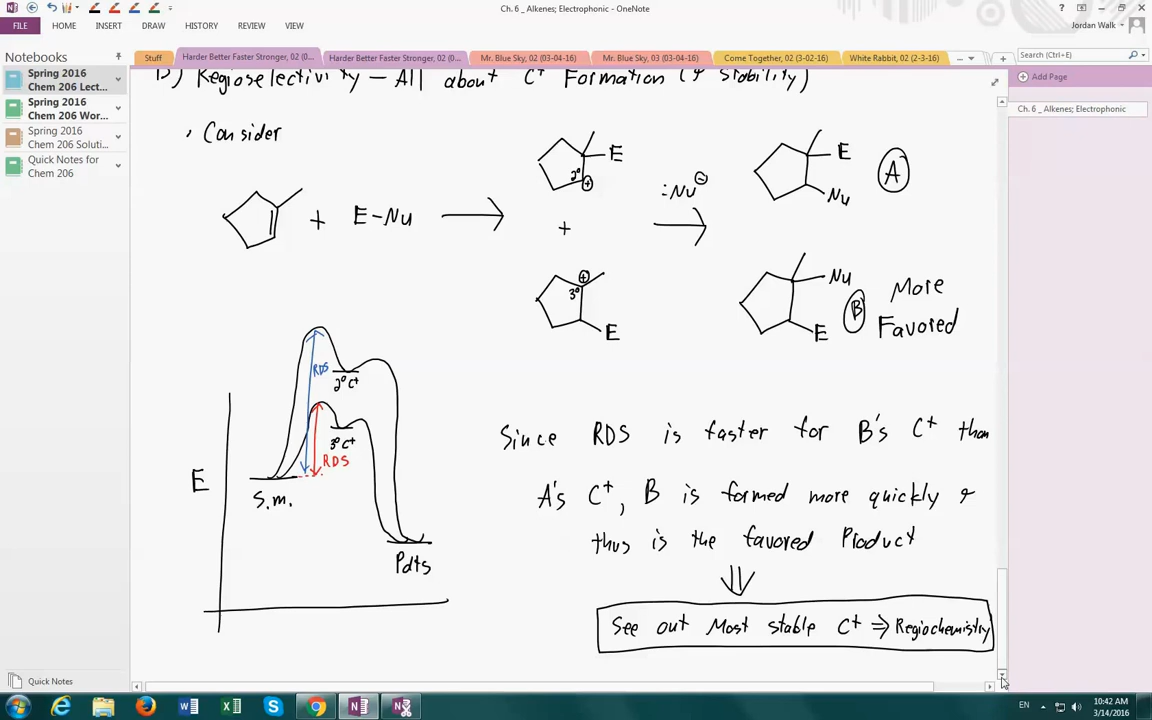 Ch. 6 _ Alkenes; Electrophonic - OneNote
Jordan Walk
FILE HOME INSERT DRAW HISTORY REVIEW VIEW
Notebooks
Spring 2016
Chem 206 Lect...
Spring 2016
Chem 206 Wor...
Spring 2016
Chem 206 Soluti...
Quick Notes for
Chem 206
Quick Notes
Stuff
Harder Better Faster Stronger, 02 (0...
Harder Better Faster Stronger, 02 (0...
Mr. Blue Sky, 02 (03-04-16)
Mr. Blue Sky, 03 (03-04-16)
Come Together, 02 (3-02-16)
White Rabbit, 02 (2-3-16)
Search (Ctrl+E)
Add Page
Ch. 6 _ Alkenes; Electrophonic
Regioselectivity – All about C+ Formation (& Stability)
Consider
+ E-Nu
2° + E
+
3° + E
:Nu -
E Nu A
Nu E B
More
Favored
E
S.m.
RDS
2° C+
RDS
3° C+
Pdts
Since RDS is faster for B's C+ than
A's C+, B is formed more quickly &
thus is the favored Product
See out Most stable C+ ⇒ Regiochemistry
EN
10:42 AM
3/14/2016